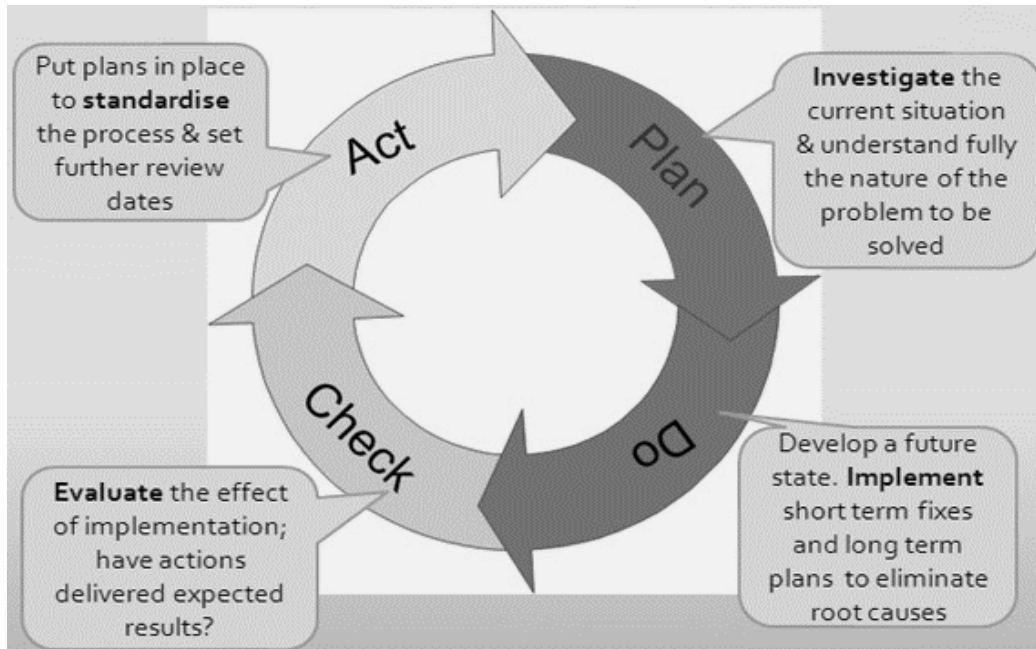 Put plans in place
to standardise
the process & set
further review
dates
Act
Plan
Investigate the
current situation
& understand fully
the nature of the
problem to be
solved
Check
Do
Evaluate the effect
of implementation;
have actions
delivered expected
results?
Develop a future
state. Implement
short term fixes
and long term
plans to eliminate
root causes